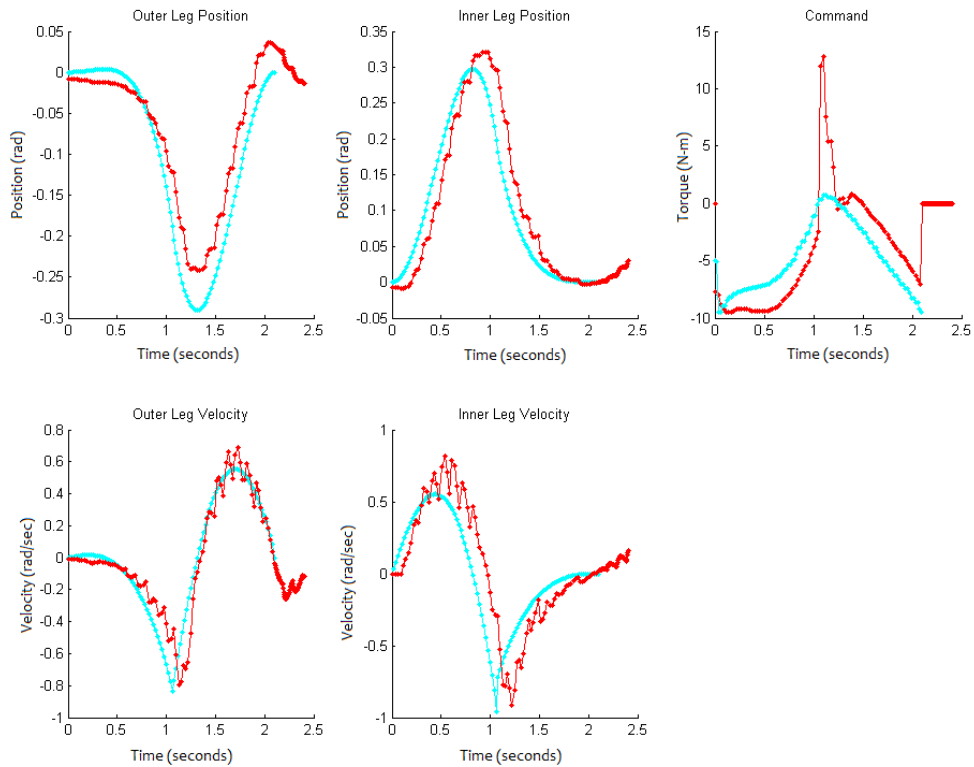 Outer Leg Position
Inner Leg Position
Command
0.05
0
-0.05
-0.1
-0.15
-0.2
-0.25
-0.3
Position (rad)
0 0.5 1 1.5 2 2.5
Time (seconds)
0.35
0.3
0.25
0.2
0.15
0.1
0.05
0
-0.05
Position (rad)
0 0.5 1 1.5 2 2.5
Time (seconds)
15
10
5
0
-5
-10
Torque (N-m)
0 0.5 1 1.5 2 2.5
Time (seconds)
Outer Leg Velocity
Inner Leg Velocity
0.8
0.6
0.4
0.2
0
-0.2
-0.4
-0.6
-0.8
-1
Velocity (rad/sec)
0 0.5 1 1.5 2 2.5
Time (seconds)
1
0.5
0
-0.5
-1
Velocity (rad/sec)
0 0.5 1 1.5 2 2.5
Time (seconds)